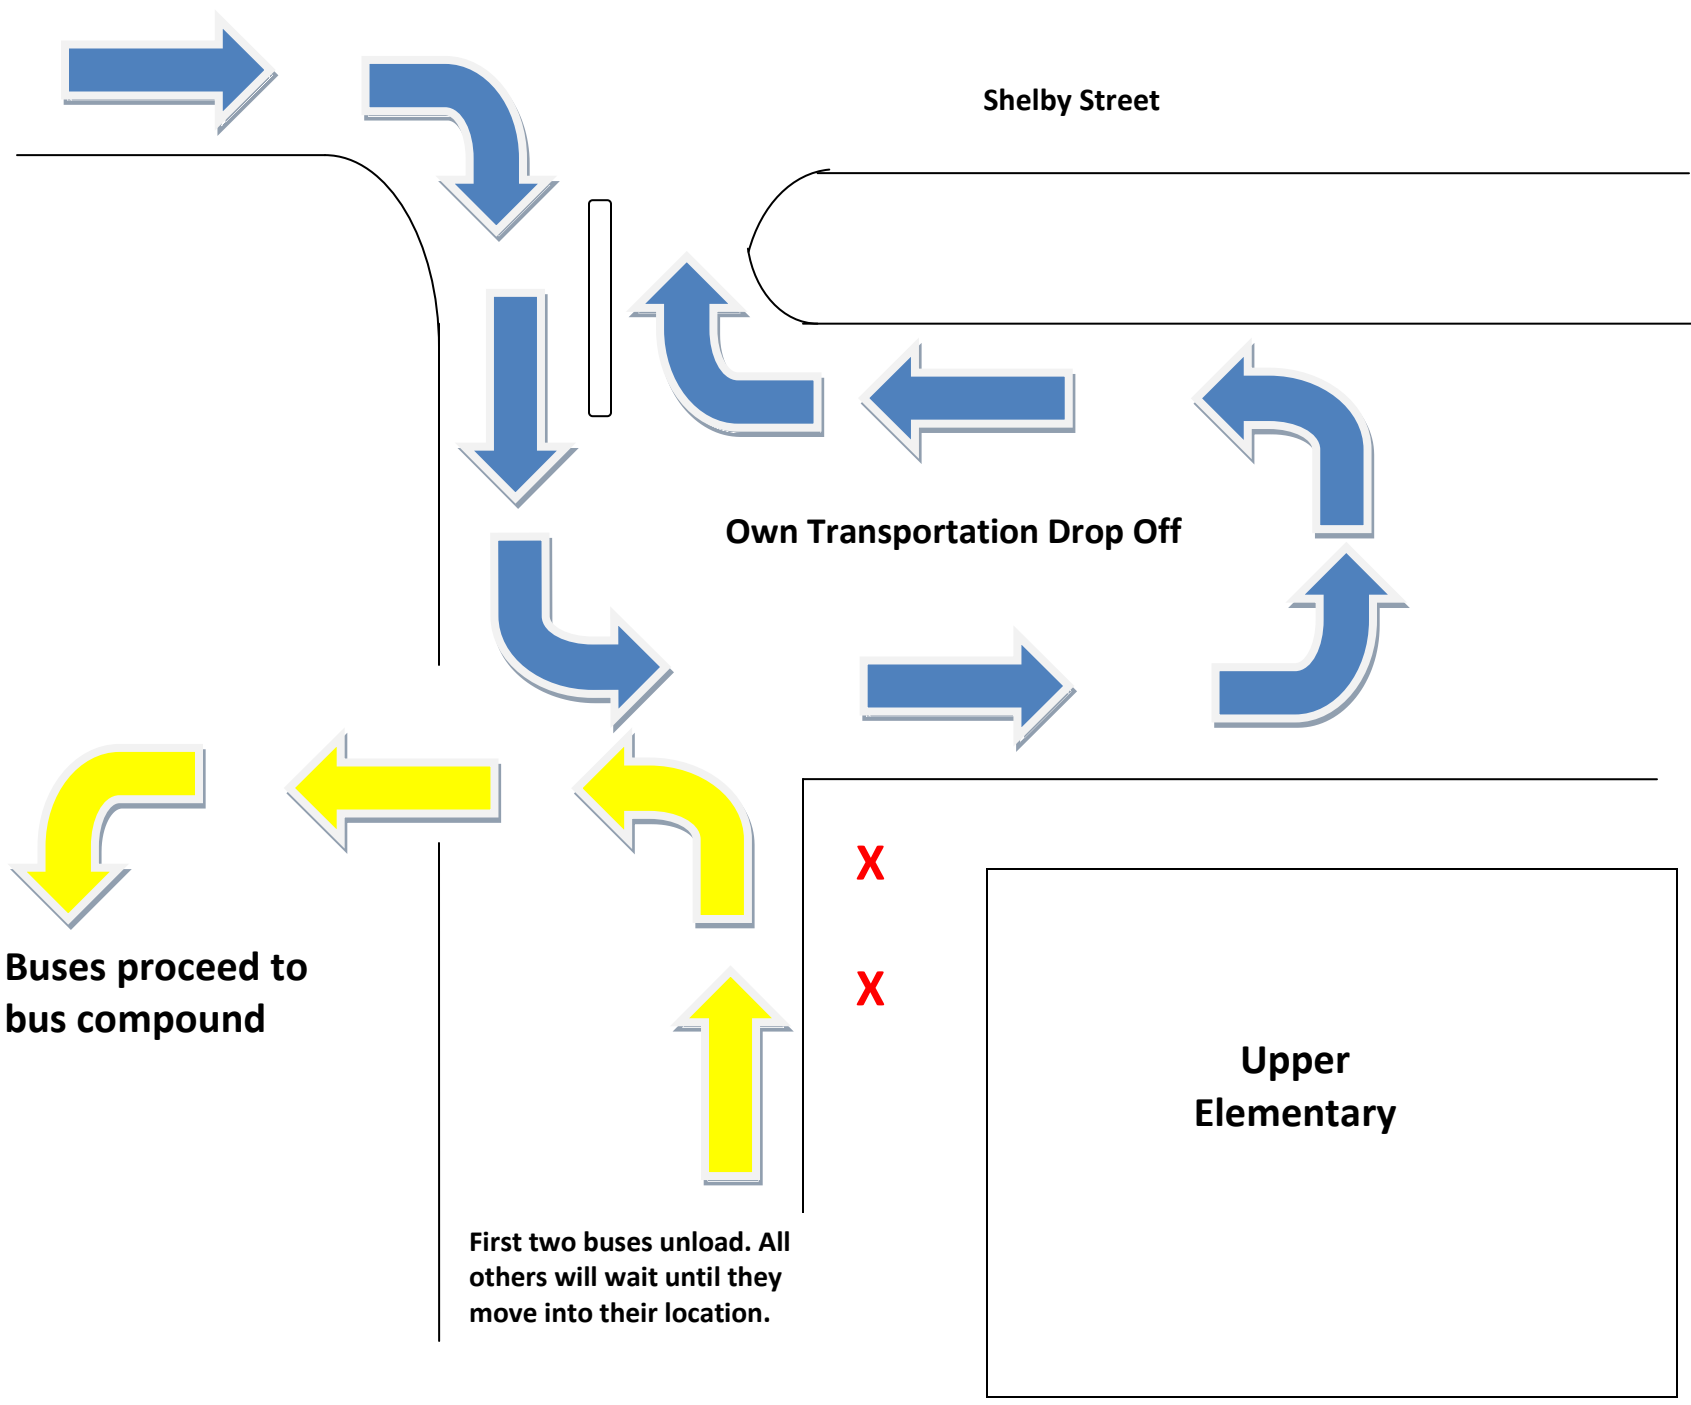 Shelby Street
Own Transportation Drop Off
X
X
Buses proceed to
bus compound
Upper
Elementary
First two buses unload. All
others will wait until they
move into their location.